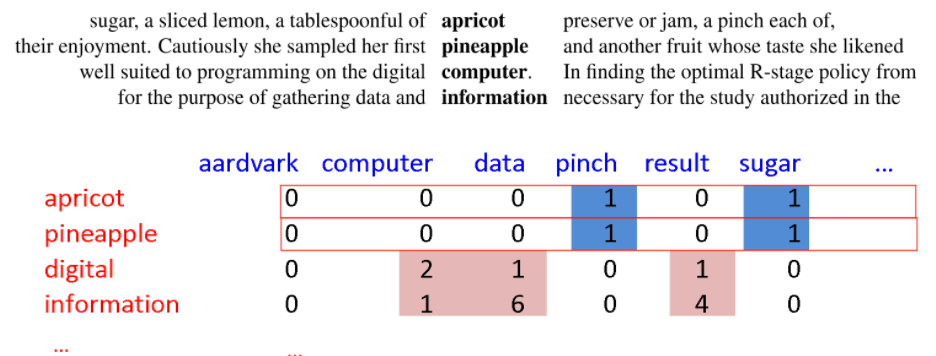 sugar, a sliced lemon, a tablespoonful of apricot preserve or jam, a pinch each of,
their enjoyment. Cautiously she sampled her first pineapple and another fruit whose taste she likened
well suited to programming on the digital computer. In finding the optimal R-stage policy from
for the purpose of gathering data and information necessary for the study authorized in the
aardvark computer data pinch result sugar ...
apricot 0 0 0 1 0 1
pineapple 0 0 0 1 0 1
digital 0 2 1 0 1 0
information 0 1 6 0 4 0
... ...